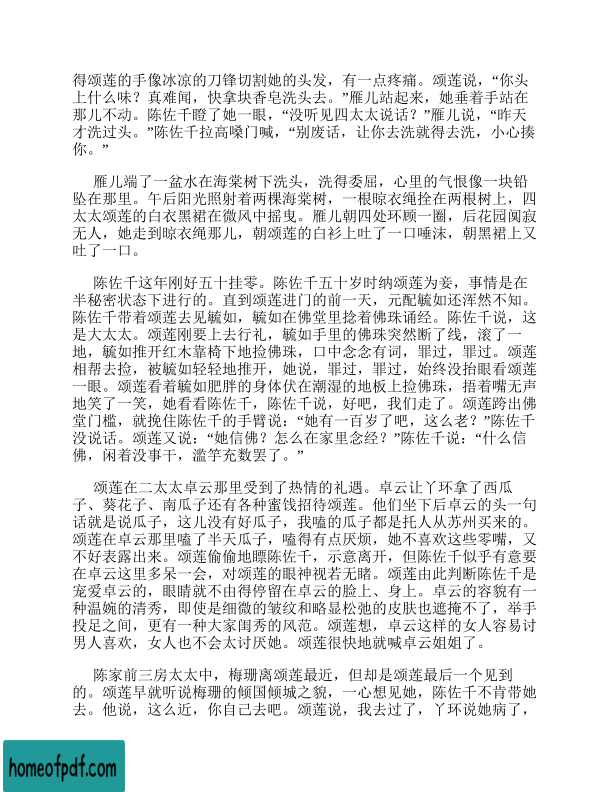 得颂莲的手像冰凉的刀锋切割她的头发，有一点疼痛。颂莲说，“你头
上什么味？真难闻，快拿块香皂洗头去。”雁儿站起来，她垂着手站在
那儿不动。陈佐千瞪了她一眼，“没听见四太太说话？”雁儿说，“昨天
才洗过头。”陈佐千拉高嗓门喊，“别废话，让你去洗就得去洗，小心揍
你。”
雁儿端了一盆水在海棠树下洗头，洗得委屈，心里的气恨像一块铅
坠在那里。午后阳光照射着两棵海棠树，一根晾衣绳拴在两根树上，四
太太颂莲的白衣黑裙在微风中摇曳。雁儿朝四处环顾一圈，后花园阒寂
无人，她走到晾衣绳那儿，朝颂莲的白衫上吐了一口唾沫，朝黑裙上又
吐了一口。
陈佐千这年刚好五十挂零。陈佐千五十岁时纳颂莲为妾，事情是在
半秘密状态下进行的。直到颂莲进门的前一天，元配毓如还浑然不知。
陈佐千带着颂莲去见毓如，毓如在佛堂里捻着佛珠诵经。陈佐千说，这
是大太太。颂莲刚要上去行礼，毓如手里的佛珠突然断了线，滚了一
地，毓如推开红木靠椅下地捡佛珠，口中念念有词，罪过，罪过。颂莲
相帮去捡，被毓如轻轻地推开，她说，罪过，罪过，始终没抬眼看颂莲
一眼。颂莲看着毓如肥胖的身体伏在潮湿的地板上捡佛珠，捂着嘴无声
地笑了一笑，她看看陈佐千，陈佐千说，好吧，我们走了。颂莲跨出佛
堂门槛，就挽住陈佐千的手臂说：“她有一百岁了吧，这么老？”陈佐千
没说话。颂莲又说：“她信佛？怎么在家里念经？”陈佐千说：“什么信
佛，闲着没事干，滥竽充数罢了。”
颂莲在二太太卓云那里受到了热情的礼遇。卓云让丫环拿了西瓜
子、葵花子、南瓜子还有各种蜜饯招待颂莲。他们坐下后卓云的头一句
话就是说瓜子，这儿没有好瓜子，我嗑的瓜子都是托人从苏州买来的。
颂莲在卓云那里嗑了半天瓜子，嗑得有点厌烦，她不喜欢这些零嘴，又
不好表露出来。颂莲偷偷地瞟陈佐千，示意离开，但陈佐千似乎有意要
在卓云这里多呆一会，对颂莲的眼神视若无睹。颂莲由此判断陈佐千是
宠爱卓云的，眼睛就不由得停留在卓云的脸上、身上。卓云的容貌有一
种温婉的清秀，即使是细微的皱纹和略显松弛的皮肤也遮掩不了，举手
投足之间，更有一种大家闺秀的风范。颂莲想，卓云这样的女人容易讨
男人喜欢，女人也不会太讨厌她。颂莲很快地就喊卓云姐姐了。
陈家前三房太太中，梅珊离颂莲最近，但却是颂莲最后一个见到
的。颂莲早就听说梅珊的倾国倾城之貌，一心想见她，陈佐千不肯带她
去。他说，这么近，你自己去吧。颂莲说，我去过了，丫环说她病了，
homeofpdf.com